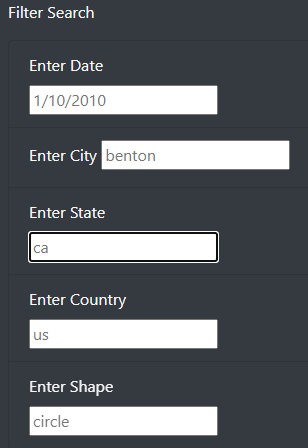 Filter Search
Enter Date
1/10/2010
Enter City benton
Enter State
ca
Enter Country
us
Enter Shape
circle